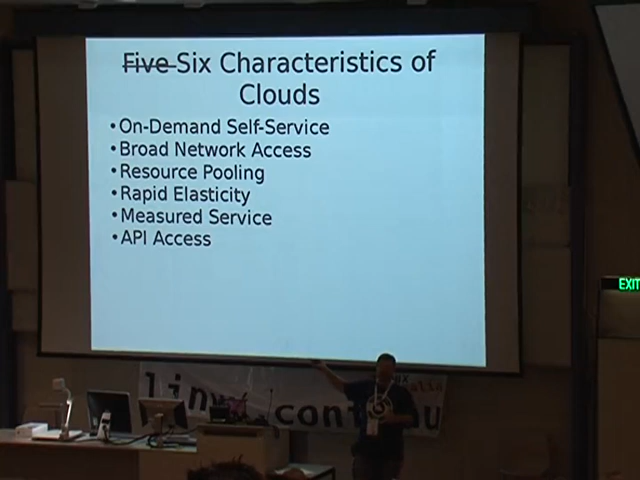 Five Six Characteristics of
Clouds
•On-Demand Self-Service
•Broad Network Access
•Resource Pooling
•Rapid Elasticity
•Measured Service
•API Access
EXIT